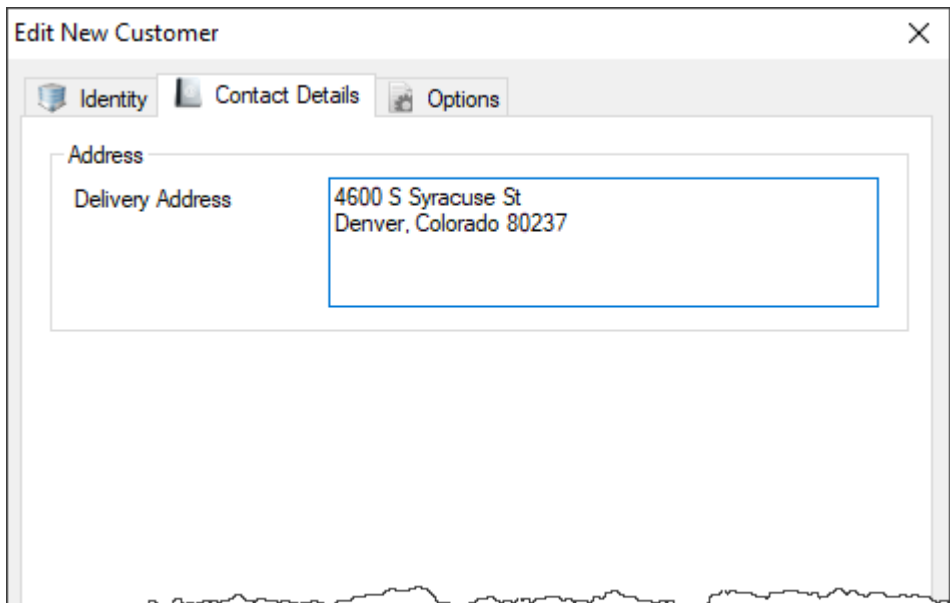 Edit New Customer
Identity
Contact Details
Options
Address
Delivery Address
4600 S Syracuse St
Denver, Colorado 80237